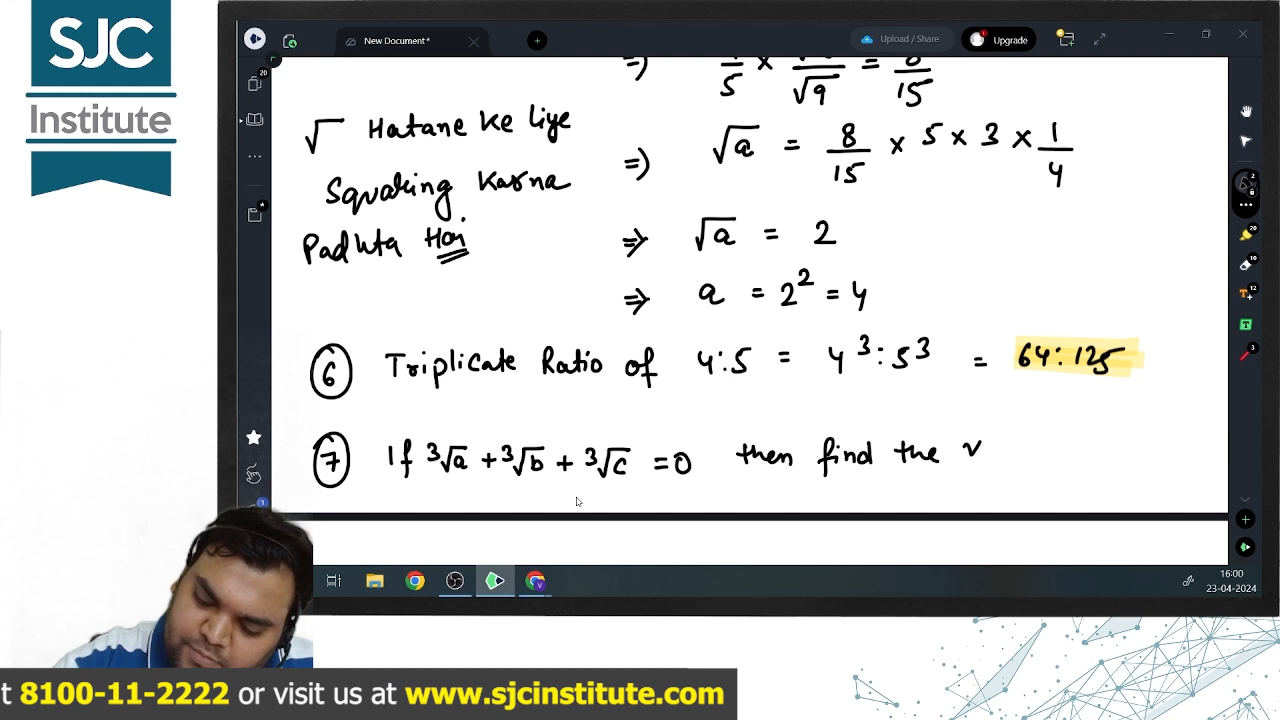 SJC
Institute
New Document*
Upload / Share
Upgrade
=) 5 × √9 = 15
√ Hatane Ke Liye
Squaring Karna
Padhta Hai
=) √a = 8/15 × 5 × 3 × 1/4
=> √a = 2
=> a = 2² = 4
⑥ Triplicate Ratio of 4:5 = 4³:5³ = 64:125
⑦ If ³√a + ³√b + ³√c = 0 then find the v
16:00
23-04-2024
t 8100-11-2222 or visit us at www.sjcinstitute.com